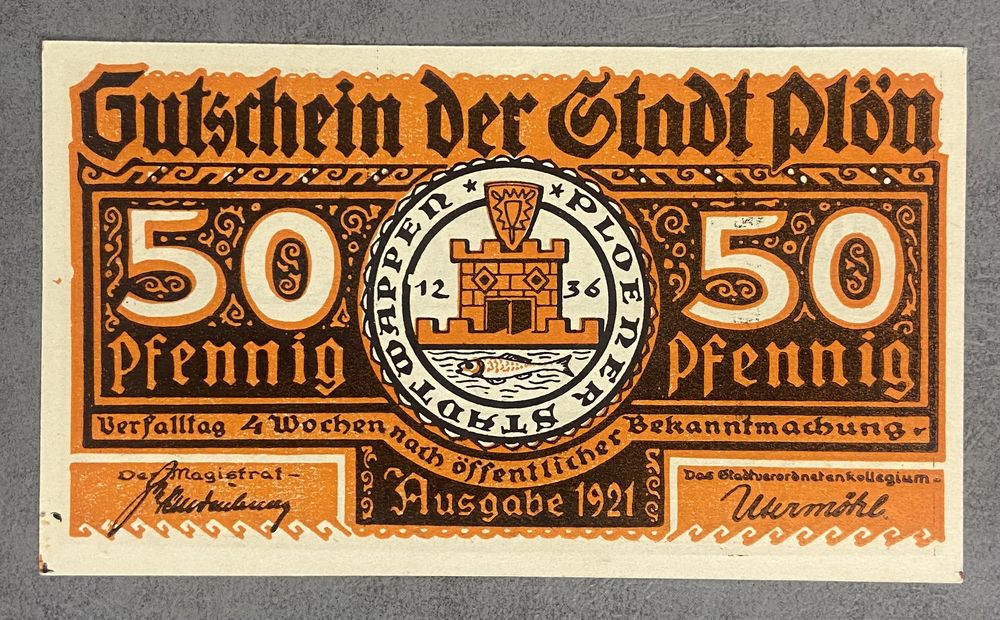 Gutschein der Stadt Plön
50 Pfennig
PLOENER STADTWAPPEN
12 36
50 Pfennig
Verfalltag 4 Wochen nach öffentlicher Bekanntmachung.
Der Magistrat
Ausgabe 1921
Das Stadtverordnetenkollegium